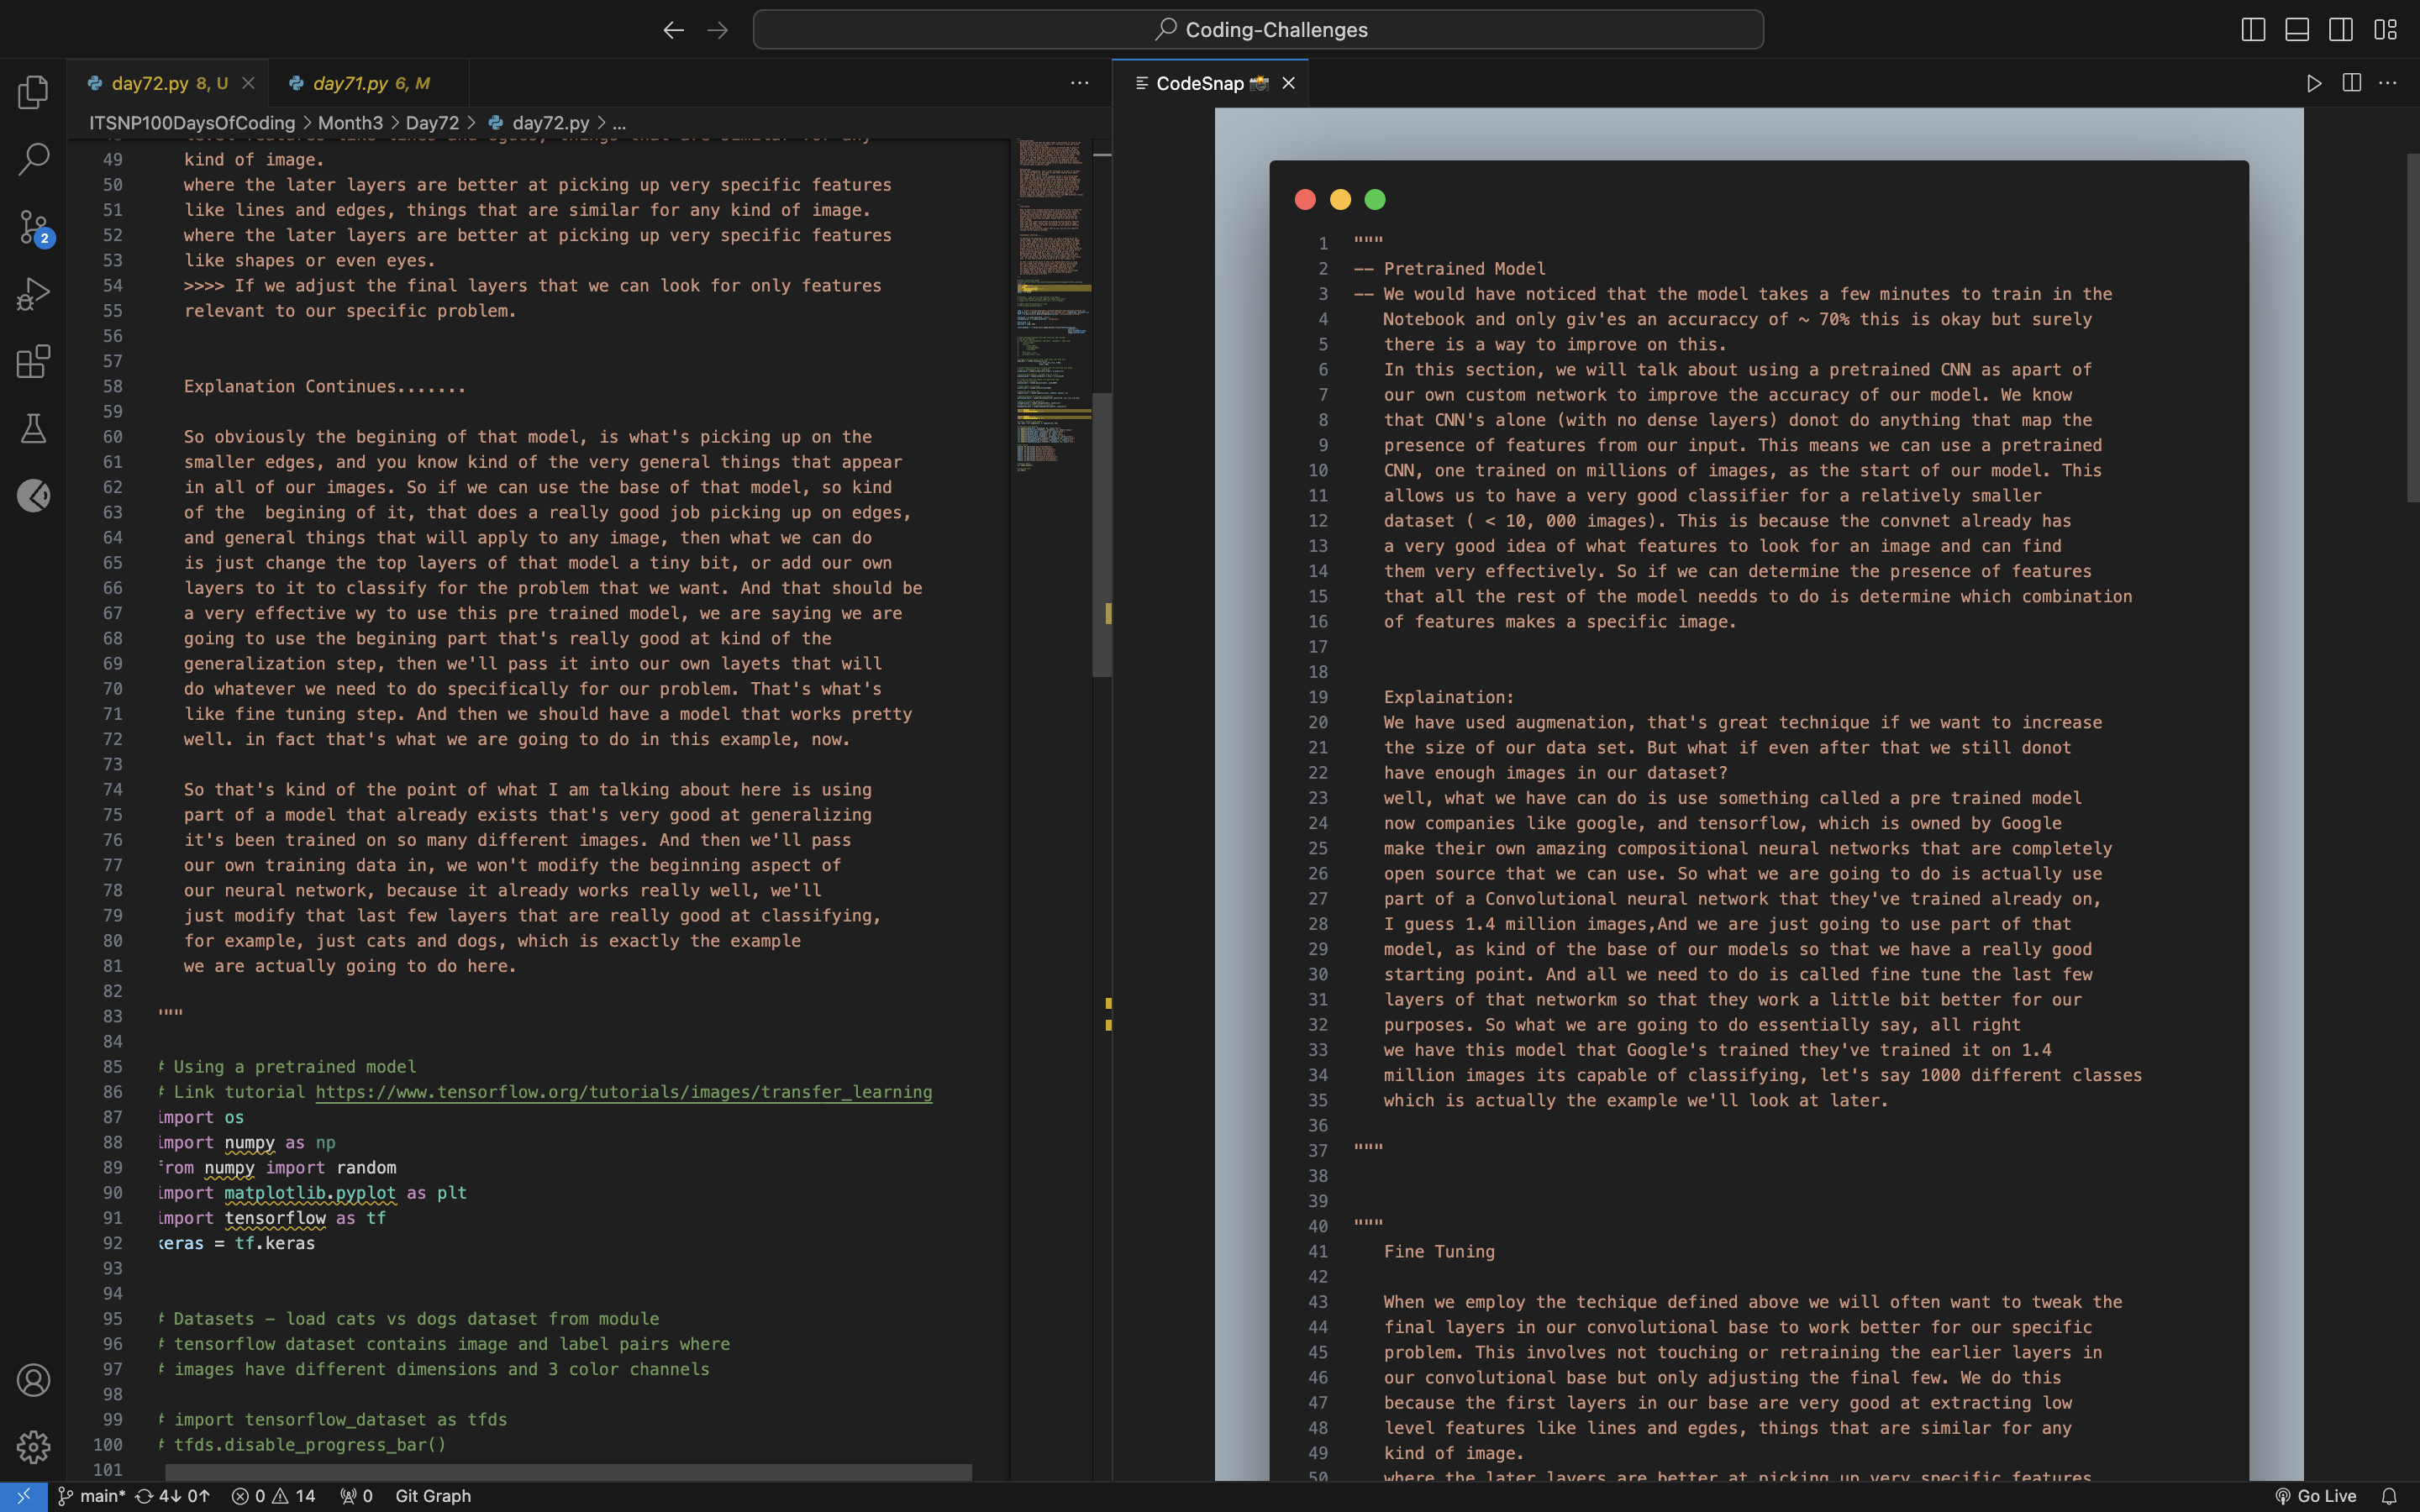 Coding-Challenges
day72.py 8, U
day71.py 6, M
ITSNP100DaysOfCoding > Month3 > Day72 > day72.py > ...
49 kind of image.
50 where the later layers are better at picking up very specific features
51 like lines and edges, things that are similar for any kind of image.
52 where the later layers are better at picking up very specific features
53 like shapes or even eyes.
54 >>>> If we adjust the final layers that we can look for only features
55 relevant to our specific problem.
56
57
58 Explanation Continues.......
59
60 So obviously the begining of that model, is what's picking up on the
61 smaller edges, and you know kind of the very general things that appear
62 in all of our images. So if we can use the base of that model, so kind
63 of the  begining of it, that does a really good job picking up on edges,
64 and general things that will apply to any image, then what we can do
65 is just change the top layers of that model a tiny bit, or add our own
66 layers to it to classify for the problem that we want. And that should be
67 a very effective wy to use this pre trained model, we are saying we are
68 going to use the begining part that's really good at kind of the
69 generalization step, then we'll pass it into our own layets that will
70 do whatever we need to do specifically for our problem. That's what's
71 like fine tuning step. And then we should have a model that works pretty
72 well. in fact that's what we are going to do in this example, now.
73
74 So that's kind of the point of what I am talking about here is using
75 part of a model that already exists that's very good at generalizing
76 it's been trained on so many different images. And then we'll pass
77 our own training data in, we won't modify the beginning aspect of
78 our neural network, because it already works really well, we'll
79 just modify that last few layers that are really good at classifying,
80 for example, just cats and dogs, which is exactly the example
81 we are actually going to do here.
82
83 """
84
85 # Using a pretrained model
86 # Link tutorial https://www.tensorflow.org/tutorials/images/transfer_learning
87 import os
88 import numpy as np
89 from numpy import random
90 import matplotlib.pyplot as plt
91 import tensorflow as tf
92 keras = tf.keras
93
94
95 # Datasets - load cats vs dogs dataset from module
96 # tensorflow dataset contains image and label pairs where
97 # images have different dimensions and 3 color channels
98
99 # import tensorflow_dataset as tfds
100 # tfds.disable_progress_bar()
101
CodeSnap 📸
1 """
2 -- Pretrained Model
3 -- We would have noticed that the model takes a few minutes to train in the
4 Notebook and only giv'es an accuraccy of ~ 70% this is okay but surely
5 there is a way to improve on this.
6 In this section, we will talk about using a pretrained CNN as apart of
7 our own custom network to improve the accuracy of our model. We know
8 that CNN's alone (with no dense layers) donot do anything that map the
9 presence of features from our input. This means we can use a pretrained
10 CNN, one trained on millions of images, as the start of our model. This
11 allows us to have a very good classifier for a relatively smaller
12 dataset ( < 10, 000 images). This is because the convnet already has
13 a very good idea of what features to look for an image and can find
14 them very effectively. So if we can determine the presence of features
15 that all the rest of the model needds to do is determine which combination
16 of features makes a specific image.
17
18
19 Explaination:
20 We have used augmenation, that's great technique if we want to increase
21 the size of our data set. But what if even after that we still donot
22 have enough images in our dataset?
23 well, what we have can do is use something called a pre trained model
24 now companies like google, and tensorflow, which is owned by Google
25 make their own amazing compositional neural networks that are completely
26 open source that we can use. So what we are going to do is actually use
27 part of a Convolutional neural network that they've trained already on,
28 I guess 1.4 million images,And we are just going to use part of that
29 model, as kind of the base of our models so that we have a really good
30 starting point. And all we need to do is called fine tune the last few
31 layers of that networkm so that they work a little bit better for our
32 purposes. So what we are going to do essentially say, all right
33 we have this model that Google's trained they've trained it on 1.4
34 million images its capable of classifying, let's say 1000 different classes
35 which is actually the example we'll look at later.
36
37 """
38
39
40 """
41 Fine Tuning
42
43 When we employ the techique defined above we will often want to tweak the
44 final layers in our convolutional base to work better for our specific
45 problem. This involves not touching or retraining the earlier layers in
46 our convolutional base but only adjusting the final few. We do this
47 because the first layers in our base are very good at extracting low
48 level features like lines and egdes, things that are similar for any
49 kind of image.
50 where the later layers are better at picking up very specific features
2
main* 4↓ 0↑ 0 14 0 Git Graph
Go Live